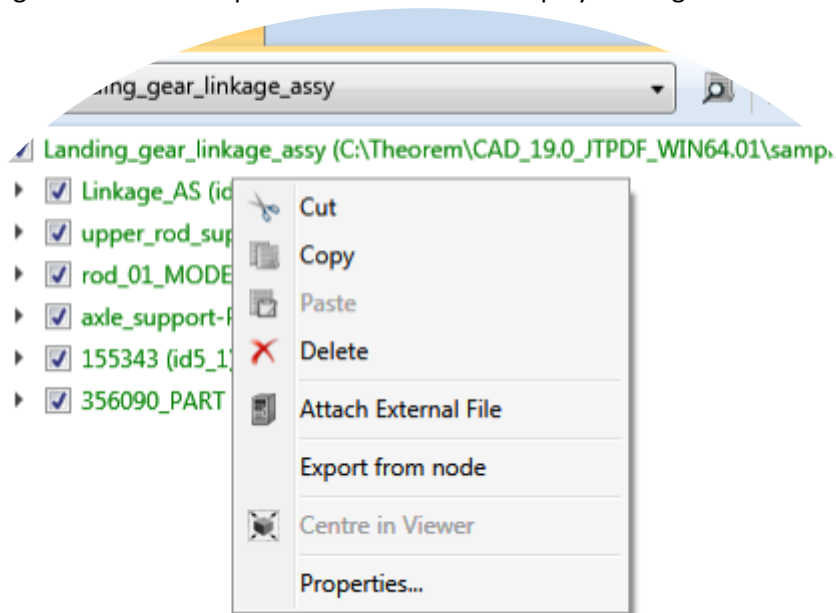 Landing_gear_linkage_assy (C:\Theorem\CAD_19.0_JTPDF_WIN64.01\samp
Linkage_AS (id
upper_rod_sup
rod_01_MODE
axle_support-
155343 (id5_1)
356090_PART
Cut
Copy
Paste
Delete
Attach External File
Export from node
Centre in Viewer
Properties...